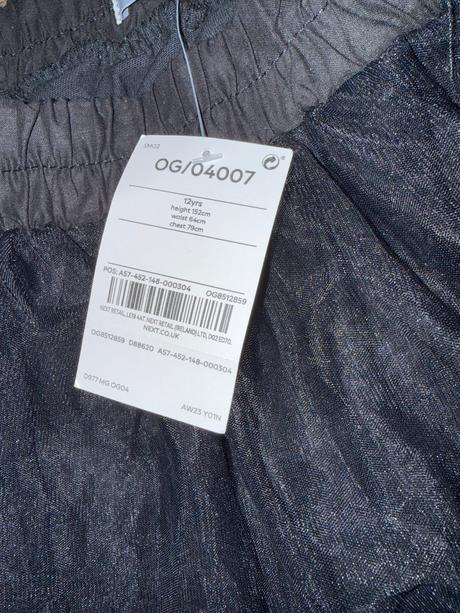 SM02
OG/04007
12yrs
height 152cm
waist 64cm
chest 79cm
POS: A57-452-148-000304 OG8512859
NEXT RETAIL, LE19 4AT. NEXT RETAIL (IRELAND) LTD, D02 ED70.
NEXT.CO.UK
OG8512859 D88620 A57-452-148-000304
D977 MG OG04 AW23 Y01N